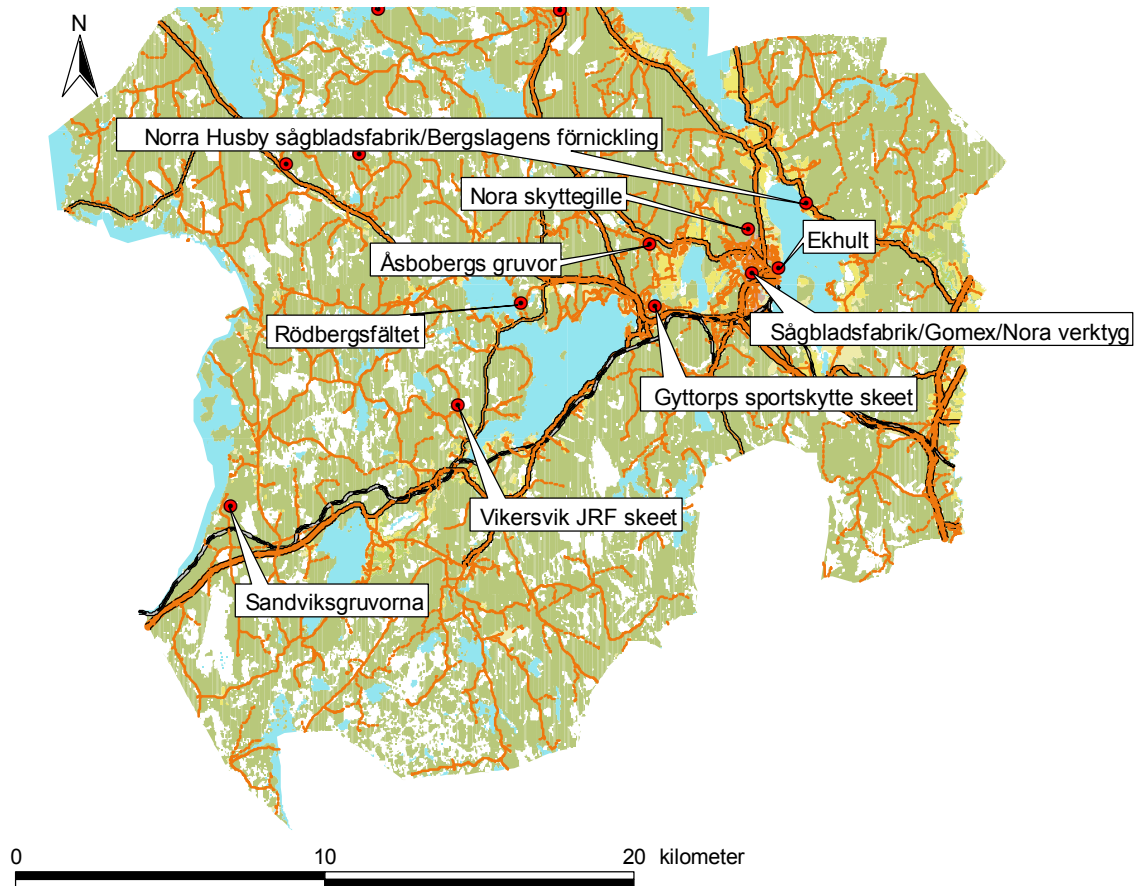 N
Norra Husby sågbladsfabrik/Bergslagens förnickling
Nora skyttegille
Åsbobergs gruvor
Ekhult
Rödbergsfältet
Sågbladsfabrik/Gomex/Nora verktyg
Gyttorps sportskytte skeet
Vikersvik JRF skeet
Sandviksgruvorna
0 10 20 kilometer